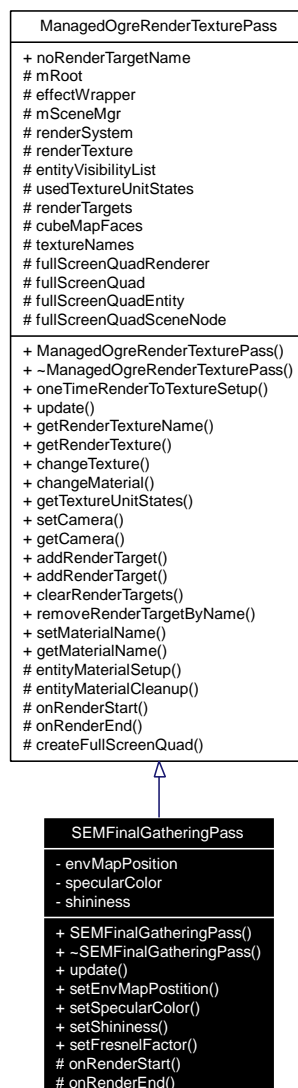 ManagedOgreRenderTexturePass
+ noRenderTargetName
# mRoot
# effectWrapper
# mSceneMgr
# renderSystem
# renderTexture
# entityVisibilityList
# usedTextureUnitStates
# renderTargets
# cubeMapFaces
# textureNames
# fullScreenQuadRenderer
# fullScreenQuad
# fullScreenQuadEntity
# fullScreenQuadSceneNode
+ ManagedOgreRenderTexturePass()
+ ~ManagedOgreRenderTexturePass()
+ oneTimeRenderToTextureSetup()
+ update()
+ getRenderTextureName()
+ getRenderTexture()
+ changeTexture()
+ changeMaterial()
+ getTextureUnitStates()
+ setCamera()
+ getCamera()
+ addRenderTarget()
+ addRenderTarget()
+ clearRenderTargets()
+ removeRenderTargetByName()
+ setMaterialName()
+ getMaterialName()
# entityMaterialSetup()
# entityMaterialCleanup()
# onRenderStart()
# onRenderEnd()
# createFullScreenQuad()
SEMFinalGatheringPass
- envMapPosition
- specularColor
- shininess
+ SEMFinalGatheringPass()
+ ~SEMFinalGatheringPass()
+ update()
+ setEnvMapPostition()
+ setSpecularColor()
+ setShininess()
+ setFresnelFactor()
# onRenderStart()
# onRenderEnd()